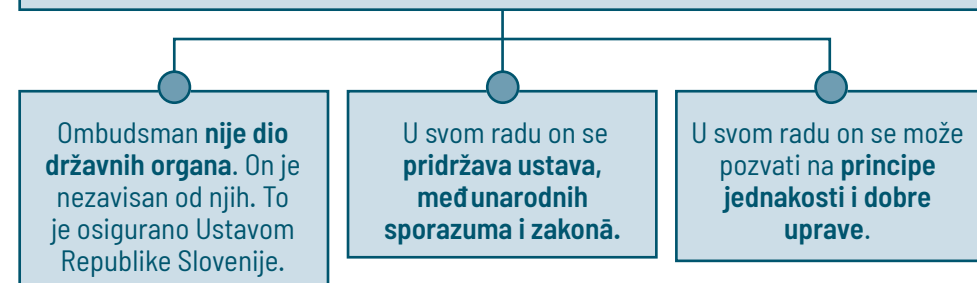 Ombudsman nije dio
državnih organa. On je
nezavisan od njih. To
je osigurano Ustavom
Republike Slovenije.
U svom radu on se
pridržava ustava,
međunarodnih
sporazuma i zakonā.
U svom radu on se može
pozvati na principe
jednakosti i dobre
uprave.